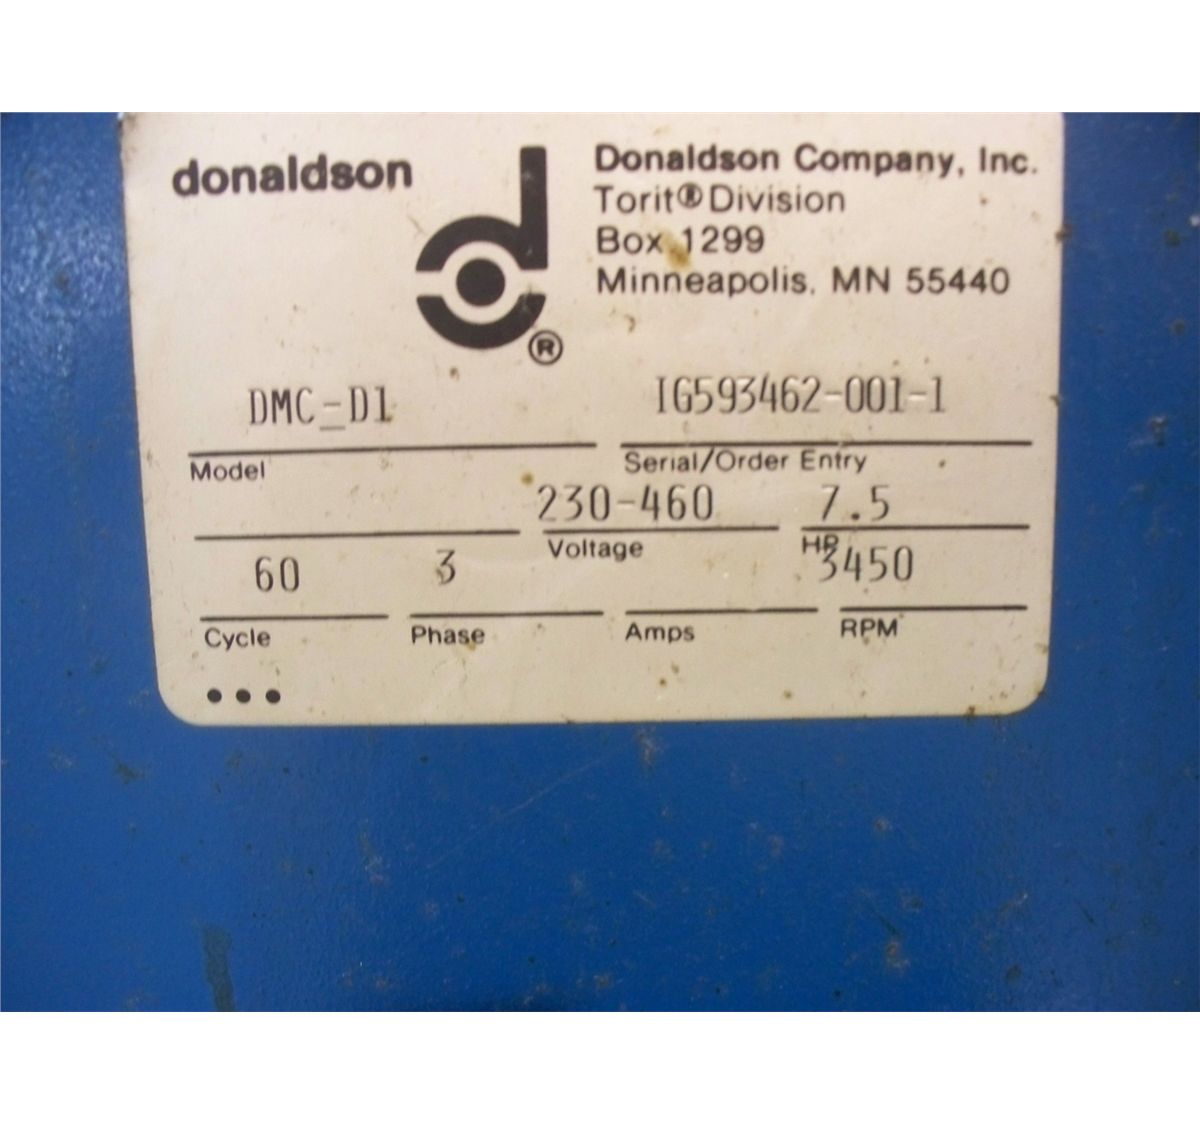 donaldson
Donaldson Company, Inc.
Torit® Division
Box 1299
Minneapolis, MN 55440
d
®
DMC-D1
IG593462-001-1
Model
Serial/Order Entry
230-460
7.5
Voltage
HP
60
3
3450
Cycle
Phase
Amps
RPM